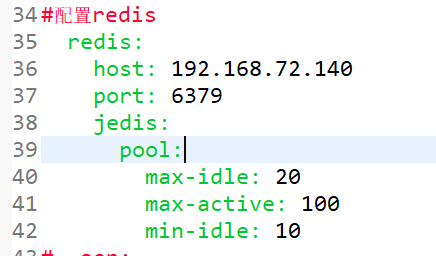 34 #配置redis
35   redis:
36     host: 192.168.72.140
37     port: 6379
38     jedis:
39       pool:
40         max-idle: 20
41         max-active: 100
42         min-idle: 10